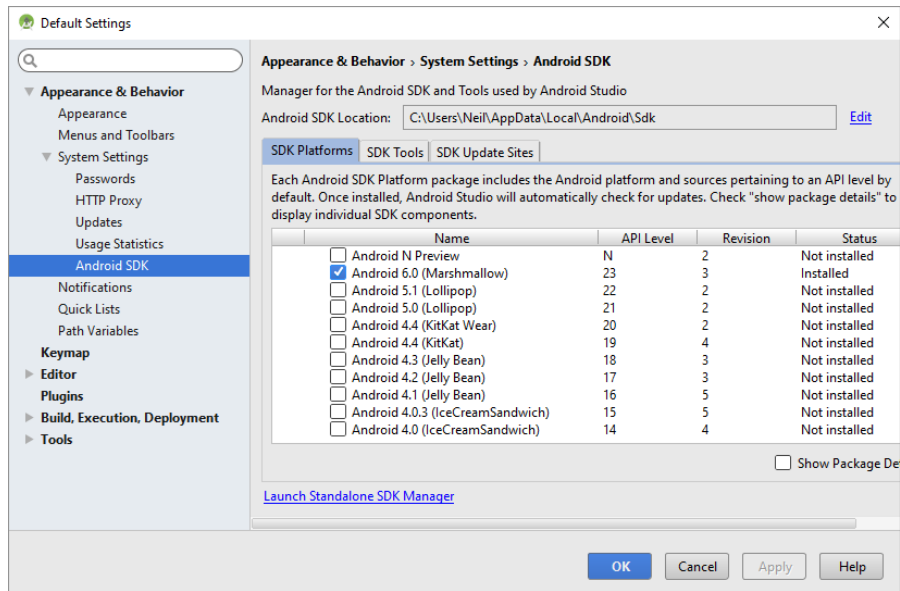 Default Settings
Appearance & Behavior
Appearance
Menus and Toolbars
System Settings
Passwords
HTTP Proxy
Updates
Usage Statistics
Android SDK
Notifications
Quick Lists
Path Variables
Keymap
Editor
Plugins
Build, Execution, Deployment
Tools
Appearance & Behavior › System Settings › Android SDK
Manager for the Android SDK and Tools used by Android Studio
Android SDK Location: C:\Users\Neil\AppData\Local\Android\Sdk Edit
SDK Platforms SDK Tools SDK Update Sites
Each Android SDK Platform package includes the Android platform and sources pertaining to an API level by
default. Once installed, Android Studio will automatically check for updates. Check "show package details" to
display individual SDK components.
Name API Level Revision Status
Android N Preview N 2 Not installed
Android 6.0 (Marshmallow) 23 3 Installed
Android 5.1 (Lollipop) 22 2 Not installed
Android 5.0 (Lollipop) 21 2 Not installed
Android 4.4 (KitKat Wear) 20 2 Not installed
Android 4.4 (KitKat) 19 4 Not installed
Android 4.3 (Jelly Bean) 18 3 Not installed
Android 4.2 (Jelly Bean) 17 3 Not installed
Android 4.1 (Jelly Bean) 16 5 Not installed
Android 4.0.3 (IceCreamSandwich) 15 5 Not installed
Android 4.0 (IceCreamSandwich) 14 4 Not installed
Show Package De
Launch Standalone SDK Manager
OK Cancel Apply Help